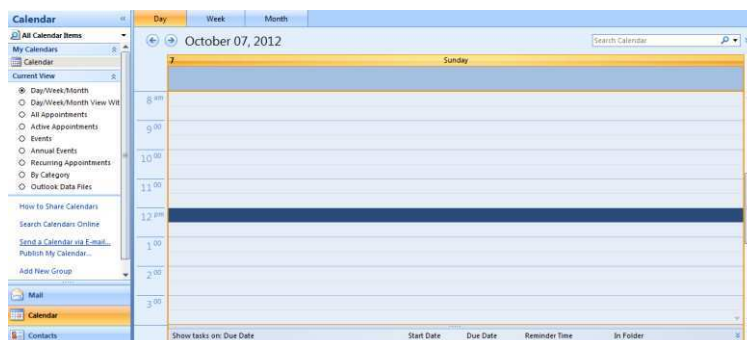 Calendar «
All Calendar Items
My Calendars
Calendar
Current View
Day/Week/Month
Day/Week/Month View Wit
All Appointments
Active Appointments
Events
Annual Events
Recurring Appointments
By Category
Outlook Data Files
How to Share Calendars
Search Calendars Online
Send a Calendar via E-mail...
Publish My Calendar...
Add New Group
Mail
Calendar
Contacts
Day Week Month
October 07, 2012 Search Calendar
7 Sunday
8 am
9 00
10 00
11 00
12 pm
1 00
2 00
3 00
Show tasks on: Due Date Start Date Due Date Reminder Time In Folder